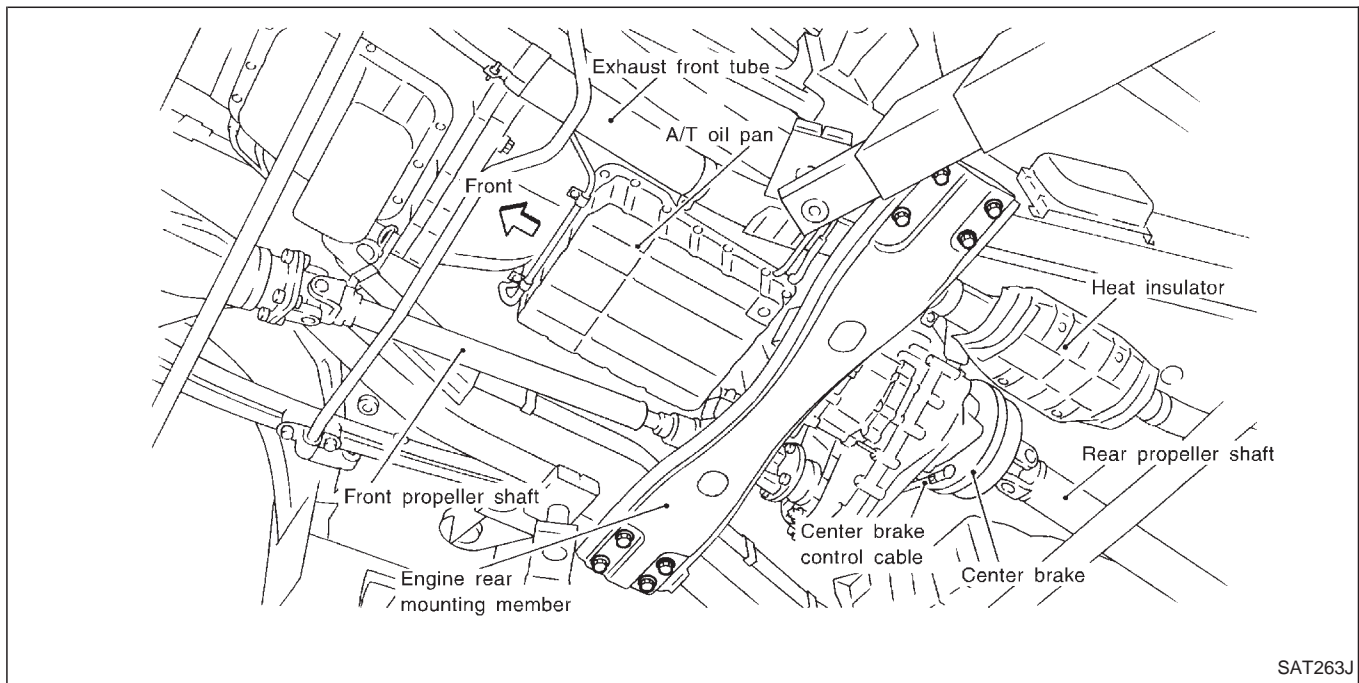 Exhaust front tube
A/T oil pan
Front
Heat insulator
Rear propeller shaft
Front propeller shaft
Center brake
control cable
Center brake
Engine rear
mounting member
SAT263J